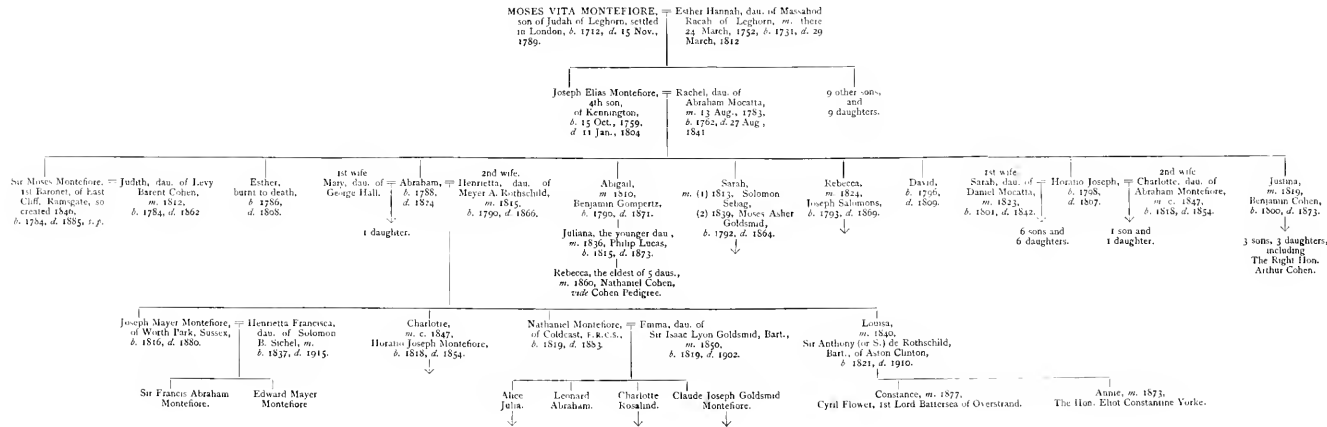 MOSES VITA MONTEFIORE, = Esther Hannah, dau. of Massahod
son of Judah of Leghorn, settled
in London, b. 1712, d. 15 Nov.,
1789.
Racah of Leghorn, m. there
24 March, 1752, b. 1731, d. 29
March, 1812
Joseph Elias Montefiore, =
4th son,
of Kennington,
b. 15 Oct., 1759,
d 11 Jan., 1804
Rachel, dau. of
Abraham Mocatta,
m. 13 Aug., 1783,
b. 1762, d. 27 Aug,
1841
9 other sons,
and
9 daughters.
Sir Moses Montefiore, =
1st Baronet, of East
Cliff, Ramsgate, so
created 1846,
b. 1784, d. 1885, s.p.
Judith, dau. of Levy
Barent Cohen,
m. 1812,
b. 1784, d. 1862
Esther,
burnt to death,
b 1786,
d. 1808.
1st wife
Mary, dau. of =
George Hall.
Abraham, =
b. 1788,
d. 1824
2nd wife.
Henrietta, dau. of
Meyer A. Rothschild,
m. 1815.
b. 1790, d. 1866.
1 daughter.
Abigail,
m 1810,
Benjamin Gompertz,
b. 1790, d. 1871.
Juliana, the younger dau,
m. 1836, Philip Lucas,
b. 1815, d. 1873.
Rebecca, the eldest of 5 daus.,
m. 1860, Nathaniel Cohen,
vide Cohen Pedigree.
Sarah,
m. (1) 1813, Solomon
Sebag,
(2) 1839, Moses Asher
Goldsmid,
b. 1792, d. 1864.
Rebecca,
m. 1824,
Joseph Salomons,
b. 1793, d. 1869.
David,
b. 1796,
d. 1809.
1st wife
Sarah, dau. of =
Daniel Mocatta,
m. 1823,
b. 1801, d. 1842.
Horatio Joseph, =
b. 1798,
d. 1867.
2nd wife
Charlotte, dau. of
Abraham Montefiore,
m c. 1847,
b. 1818, d. 1854.
6 sons and
6 daughters.
1 son and
1 daughter.
Justina,
m. 1819,
Benjamin Cohen,
b. 1800, d. 1873.
3 sons, 3 daughters,
including
The Right Hon.
Arthur Cohen.
Joseph Mayer Montefiore, =
of Worth Park, Sussex,
b. 1816, d. 1880.
Henrietta Francisca,
dau. of Solomon
B. Sichel, m.
b. 1837, d. 1915.
Charlotte,
m. c. 1847,
Horatio Joseph Montefiore,
b. 1818, d. 1854.
Nathaniel Montefiore, =
of Coldeast, F.R.C.S.,
b. 1819, d. 1883.
Emma, dau. of
Sir Isaac Lyon Goldsmid, Bart.,
m. 1850,
b. 1819, d. 1902.
Louisa,
m. 1840,
Sir Anthony (or S.) de Rothschild,
Bart., of Aston Clinton,
b 1821, d. 1910.
Sir Francis Abraham
Montefiore.
Edward Mayer
Montefiore
Alice
Julia.
Leonard
Abraham.
Charlotte
Rosalind.
Claude Joseph Goldsmid
Montefiore.
Constance, m. 1877,
Cyril Flower, 1st Lord Battersea of Overstrand.
Annie, m. 1873,
The Hon. Eliot Constantine Yorke.